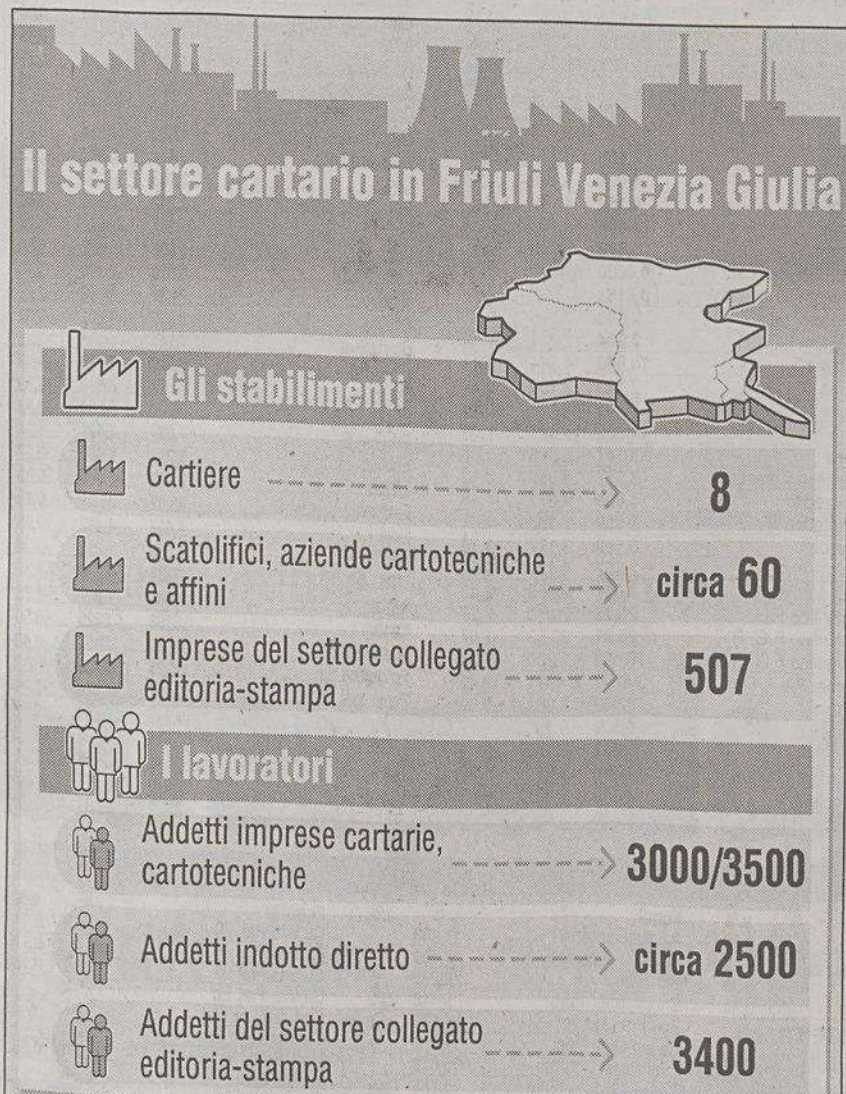 Il settore cartario in Friuli Venezia Giulia
Gli stabilimenti
Cartiere
8
Scatolifici, aziende cartotecniche
e affini
circa 60
Imprese del settore collegato
editoria-stampa
507
I lavoratori
Addetti imprese cartarie,
cartotecniche
3000/3500
Addetti indotto diretto
circa 2500
Addetti del settore collegato
editoria-stampa
3400